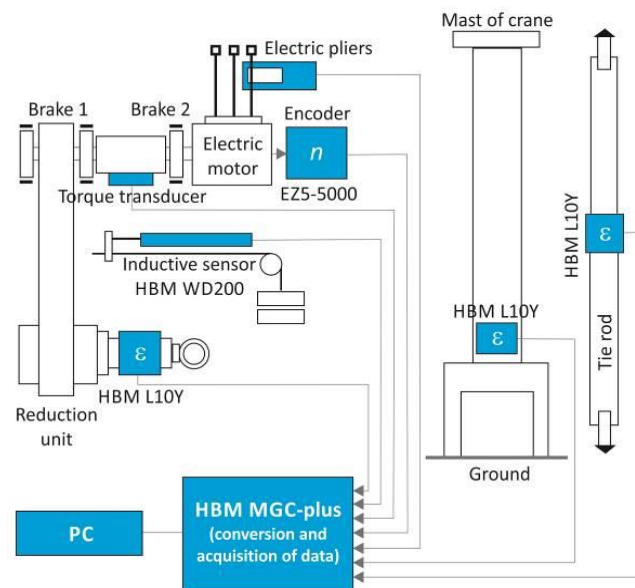 Mast of crane
Electric pliers
Brake 1
Brake 2
Encoder
Electric
motor
n
Torque transducer
EZ5-5000
Inductive sensor
HBM WD200
HBM L10Y
ε
Tie rod
HBM L10Y
ε
ε
HBM L10Y
Reduction
unit
Ground
PC
HBM MGC-plus
(conversion and
acquisition of data)